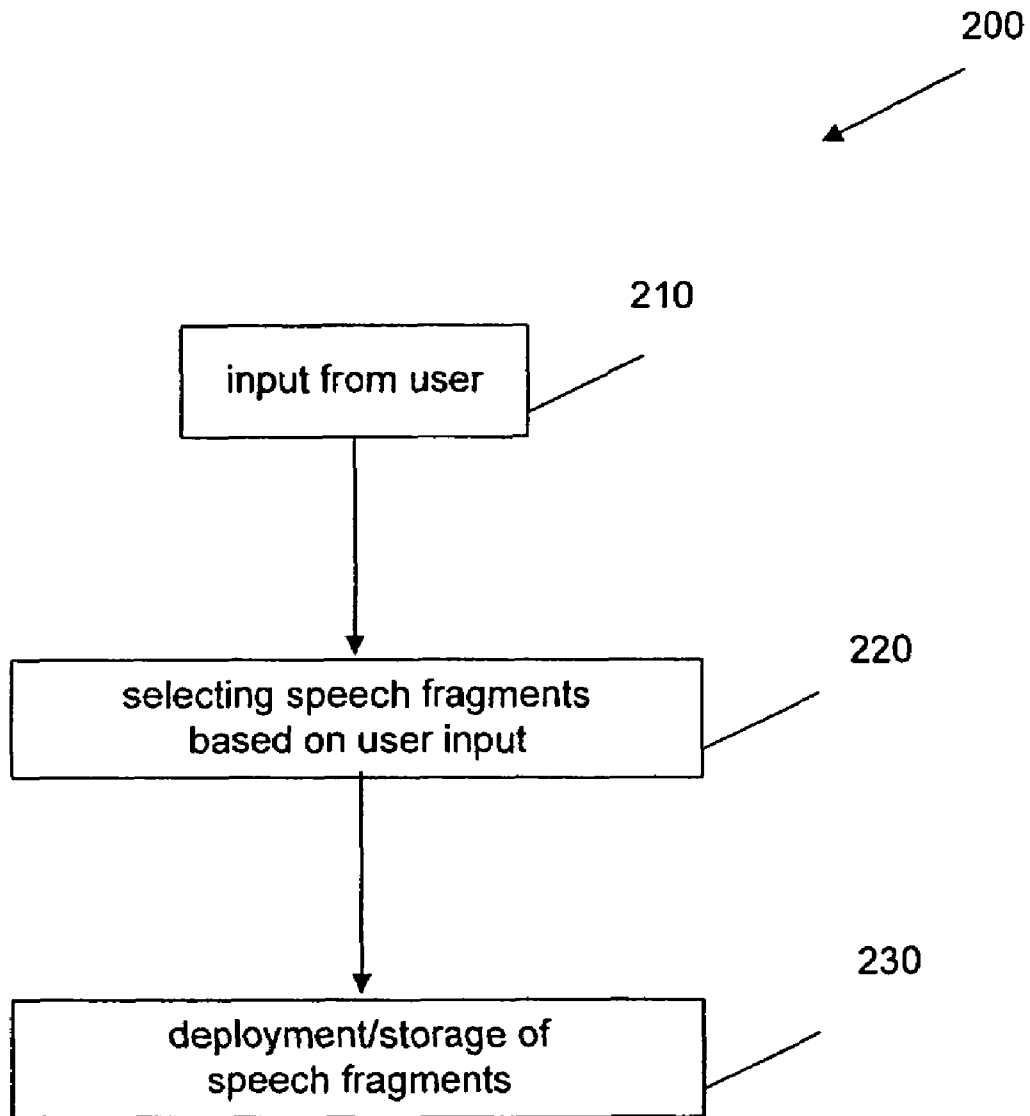 200
210
input from user
220
selecting speech fragments
based on user input
230
deployment/storage of
speech fragments